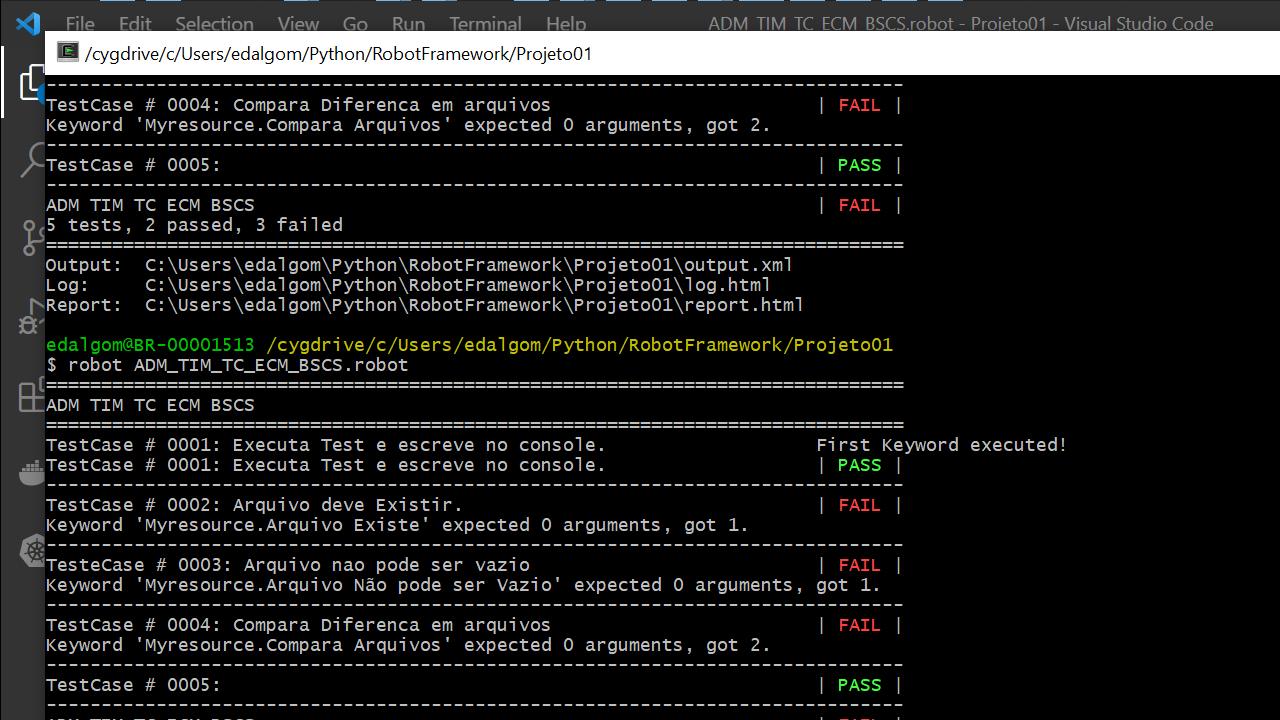 File Edit Selection View Go Run Terminal Help ADM_TIM_TC_ECM_BSCS.robot - Projeto01 - Visual Studio Code
/cygdrive/c/Users/edalgom/Python/RobotFramework/Projeto01
------------------------------------------------------------------------------
TestCase # 0004: Compara Diferenca em arquivos | FAIL |
Keyword 'Myresource.Compara Arquivos' expected 0 arguments, got 2.
------------------------------------------------------------------------------
TestCase # 0005: | PASS |
------------------------------------------------------------------------------
ADM TIM TC ECM BSCS | FAIL |
5 tests, 2 passed, 3 failed
==============================================================================
Output: C:\Users\edalgom\Python\RobotFramework\Projeto01\output.xml
Log: C:\Users\edalgom\Python\RobotFramework\Projeto01\log.html
Report: C:\Users\edalgom\Python\RobotFramework\Projeto01\report.html
edalgom@BR-00001513 /cygdrive/c/Users/edalgom/Python/RobotFramework/Projeto01
$ robot ADM_TIM_TC_ECM_BSCS.robot
==============================================================================
ADM TIM TC ECM BSCS
==============================================================================
TestCase # 0001: Executa Test e escreve no console. First Keyword executed!
TestCase # 0001: Executa Test e escreve no console. | PASS |
------------------------------------------------------------------------------
TestCase # 0002: Arquivo deve Existir. | FAIL |
Keyword 'Myresource.Arquivo Existe' expected 0 arguments, got 1.
------------------------------------------------------------------------------
TesteCase # 0003: Arquivo nao pode ser vazio | FAIL |
Keyword 'Myresource.Arquivo Não pode ser Vazio' expected 0 arguments, got 1.
------------------------------------------------------------------------------
TestCase # 0004: Compara Diferenca em arquivos | FAIL |
Keyword 'Myresource.Compara Arquivos' expected 0 arguments, got 2.
------------------------------------------------------------------------------
TestCase # 0005: | PASS |
------------------------------------------------------------------------------
ADM TIM TC ECM BSCS | FAIL |